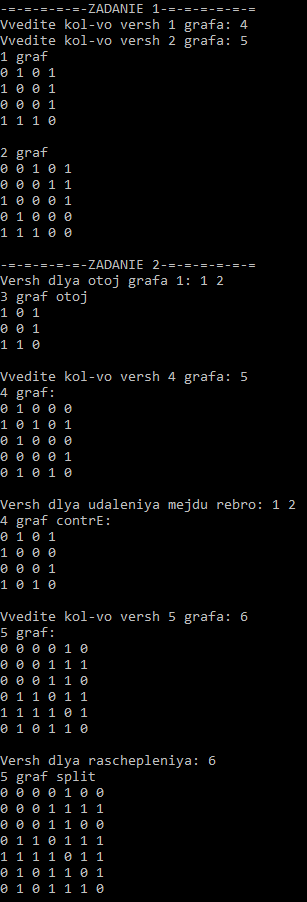 -=-=-=-=-ZADANIE 1-=-=-=-=-=
Vvedite kol-vo versh 1 grafa: 4
Vvedite kol-vo versh 2 grafa: 5
1 graf
0 1 0 1
1 0 0 1
0 0 0 1
1 1 1 0
2 graf
0 0 1 0 1
0 0 0 1 1
1 0 0 0 1
0 1 0 0 0
1 1 1 0 0
-=-=-=-=-ZADANIE 2-=-=-=-=-=
Versh dlya otoj grafa 1: 1 2
3 graf otoj
1 0 1
0 0 1
1 1 0
Vvedite kol-vo versh 4 grafa: 5
4 graf:
0 1 0 0 0
1 0 1 0 1
0 1 0 0 0
0 0 0 0 1
0 1 0 1 0
Versh dlya udaleniya mejdu rebro: 1 2
4 graf contrE:
0 1 0 1
1 0 0 0
0 0 0 1
1 0 1 0
Vvedite kol-vo versh 5 grafa: 6
5 graf:
0 0 0 0 1 0
0 0 0 1 1 1
0 0 0 1 1 0
0 1 1 0 1 1
1 1 1 1 0 1
0 1 0 1 1 0
Versh dlya raschepleniya: 6
5 graf split
0 0 0 0 1 0 0
0 0 0 1 1 1 1
0 0 0 1 1 0 0
0 1 1 0 1 1 1
1 1 1 1 0 1 1
0 1 0 1 1 0 1
0 1 0 1 1 1 0